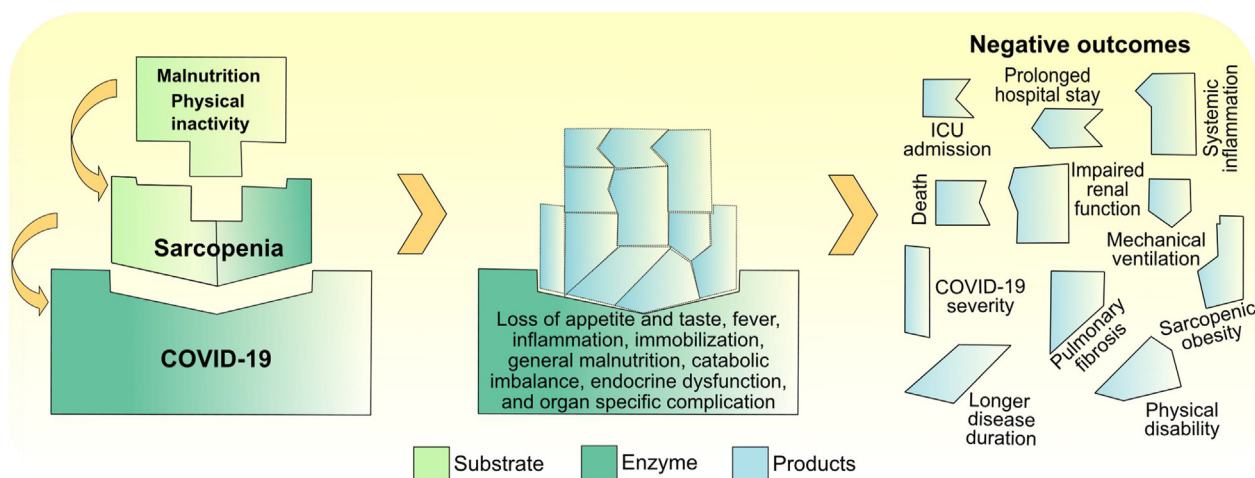 Malnutrition
Physical
inactivity
Sarcopenia
COVID-19
Loss of appetite and taste, fever,
inflammation, immobilization,
general malnutrition, catabolic
imbalance, endocrine dysfunction,
and organ specific complication
Negative outcomes
ICU
admission
Prolonged
hospital stay
Systemic
inflammation
Death
Impaired
renal
function
Mechanical
ventilation
COVID-19
severity
Pulmonary
fibrosis
Sarcopenic
obesity
Longer
disease
duration
Physical
disability
Substrate
Enzyme
Products